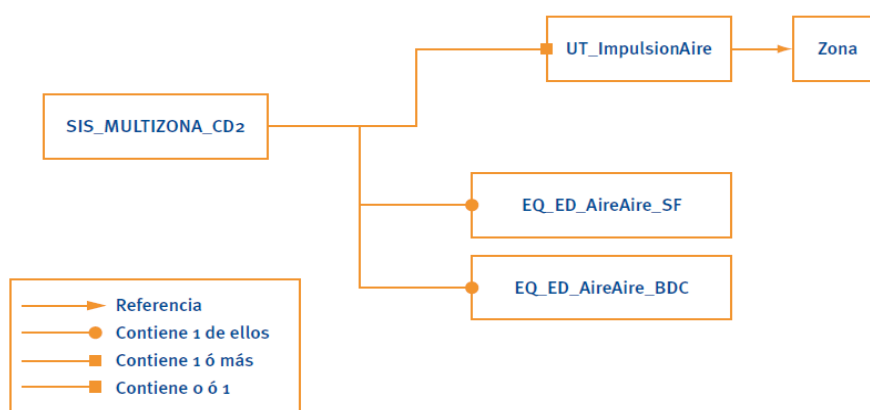 UT_ImpulsionAire
Zona
SIS_MULTIZONA_CD2
EQ_ED_AireAire_SF
EQ_ED_AireAire_BDC
Referencia
Contiene 1 de ellos
Contiene 1 ó más
Contiene 0 ó 1